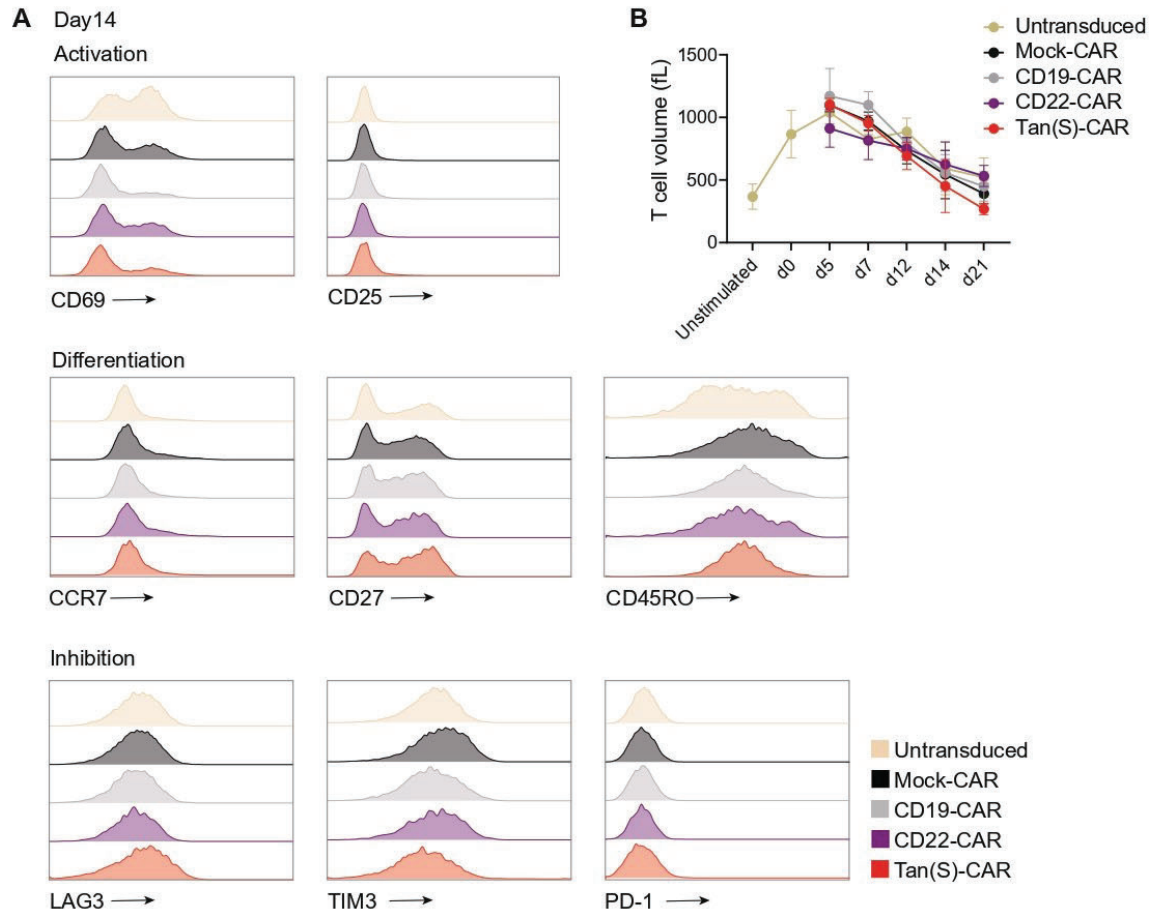 A Day14
Activation
CD69
CD25
Differentiation
CCR7
CD27
CD45RO
Inhibition
LAG3
TIM3
PD-1
Untransduced
Mock-CAR
CD19-CAR
CD22-CAR
Tan(S)-CAR
B
Untransduced
Mock-CAR
CD19-CAR
CD22-CAR
Tan(S)-CAR
T cell volume (fL)
1500
1000
500
0
Unstimulated
d0
d5
d7
d12
d14
d21